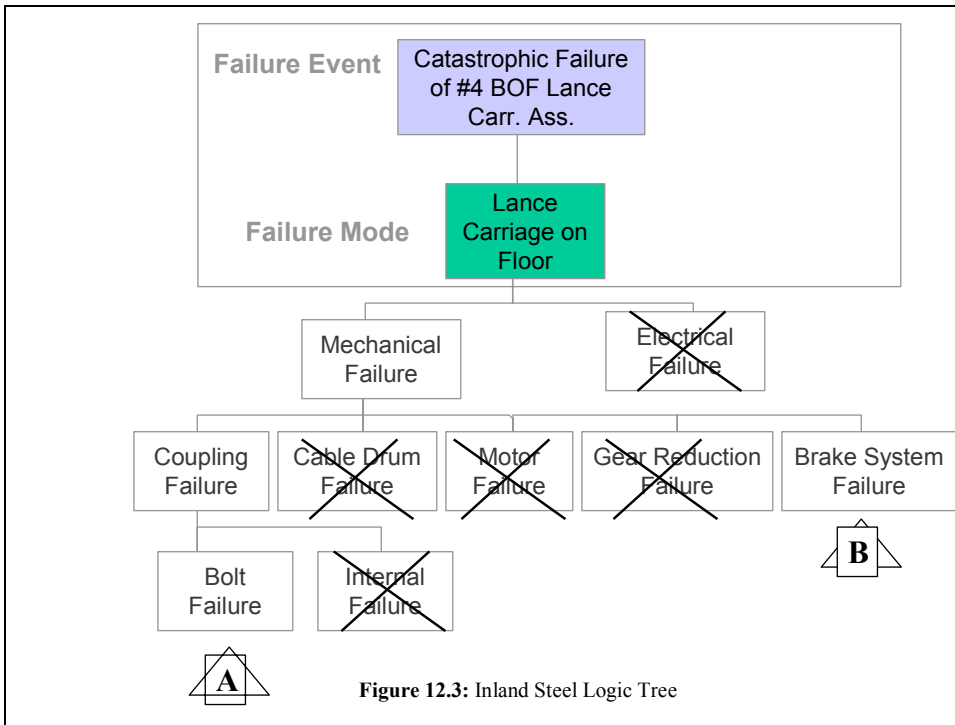 Failure Event
Catastrophic Failure
of #4 BOF Lance
Carr. Ass.
Failure Mode
Lance
Carriage on
Floor
Mechanical
Failure
Electrical
Failure
Coupling
Failure
Cable Drum
Failure
Motor
Failure
Gear Reduction
Failure
Brake System
Failure
B
Bolt
Failure
Internal
Failure
A
Figure 12.3: Inland Steel Logic Tree